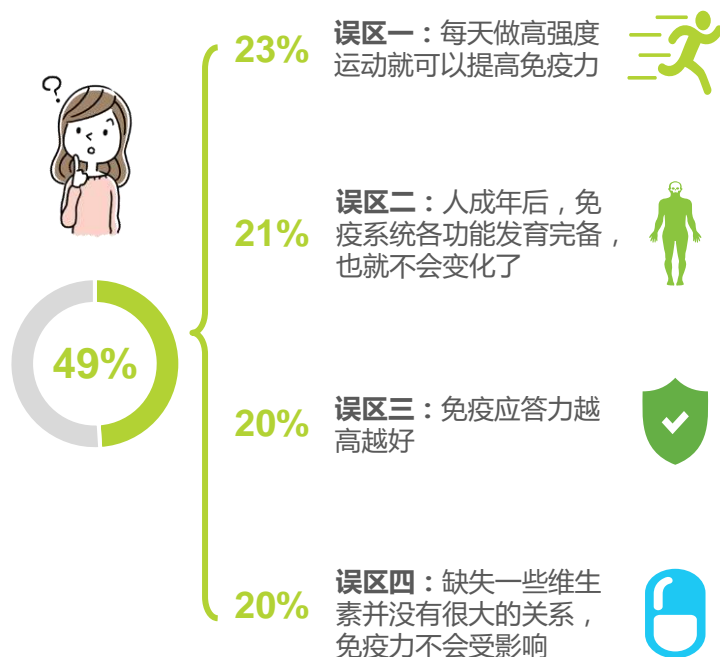 ?
49%
23%
误区一：每天做高强度
运动就可以提高免疫力
21%
误区二：人成年后，免
疫系统各功能发育完备，
也就不会变化了
20%
误区三：免疫应答力越
高越好
20%
误区四：缺失一些维生
素并没有很大的关系，
免疫力不会受影响